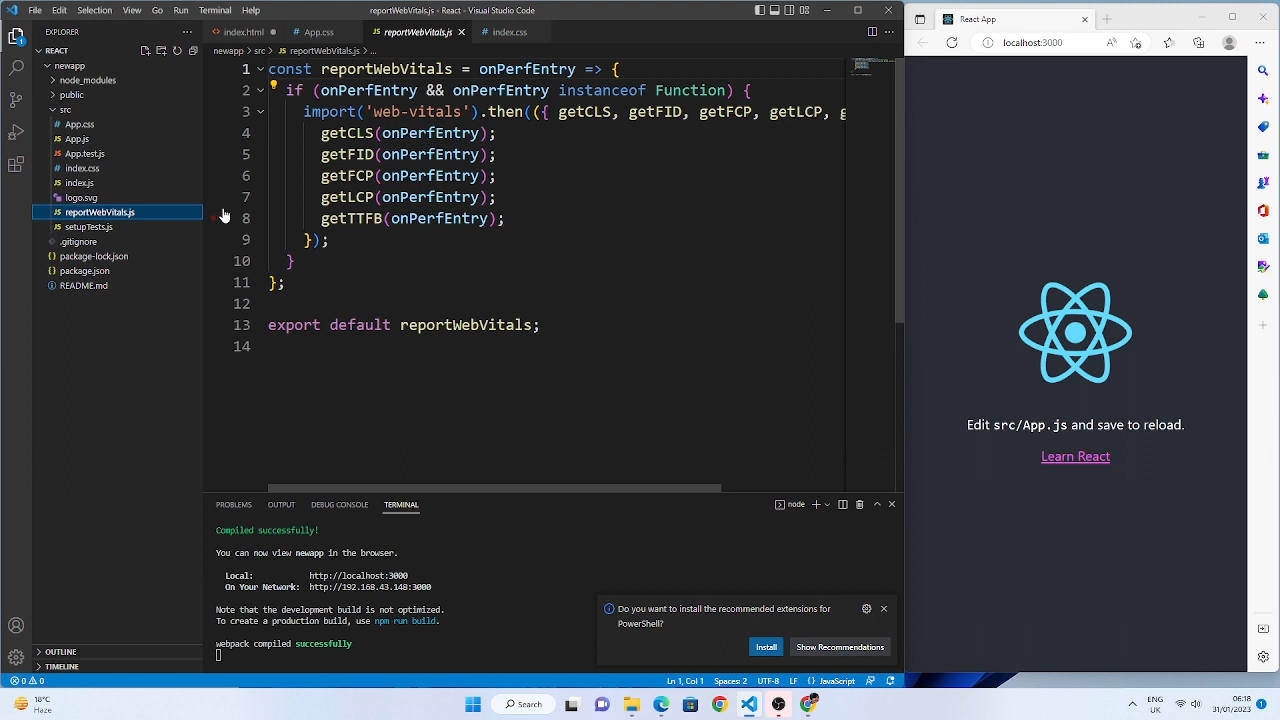 File Edit Selection View Go Run Terminal Help
reportWebVitals.js - React - Visual Studio Code
React App
EXPLORER
index.html
App.css
reportWebVitals.js
index.css
localhost:3000
REACT
newapp > src > reportWebVitals.js > ...
newapp
node_modules
public
src
App.css
App.js
App.test.js
index.css
index.js
logo.svg
reportWebVitals.js
setupTests.js
.gitignore
package-lock.json
package.json
README.md
1 const reportWebVitals = onPerfEntry => {
2 if (onPerfEntry && onPerfEntry instanceof Function) {
3 import('web-vitals').then(({ getCLS, getFID, getFCP, getLCP, g
4 getCLS(onPerfEntry);
5 getFID(onPerfEntry);
6 getFCP(onPerfEntry);
7 getLCP(onPerfEntry);
8 getTTFB(onPerfEntry);
9 });
10 }
11 };
12
13 export default reportWebVitals;
14
Edit src/App.js and save to reload.
Learn React
PROBLEMS OUTPUT DEBUG CONSOLE TERMINAL
node
Compiled successfully!
You can now view newapp in the browser.
Local: http://localhost:3000
On Your Network: http://192.168.43.148:3000
Note that the development build is not optimized.
To create a production build, use npm run build.
webpack compiled successfully
Do you want to install the recommended extensions for
PowerShell?
Install
Show Recommendations
OUTLINE
TIMELINE
0 0
Ln 1, Col 1 Spaces: 2 UTF-8 LF {} JavaScript
18°C
Haze
Search
ENG
UK
06:18
31/01/2023